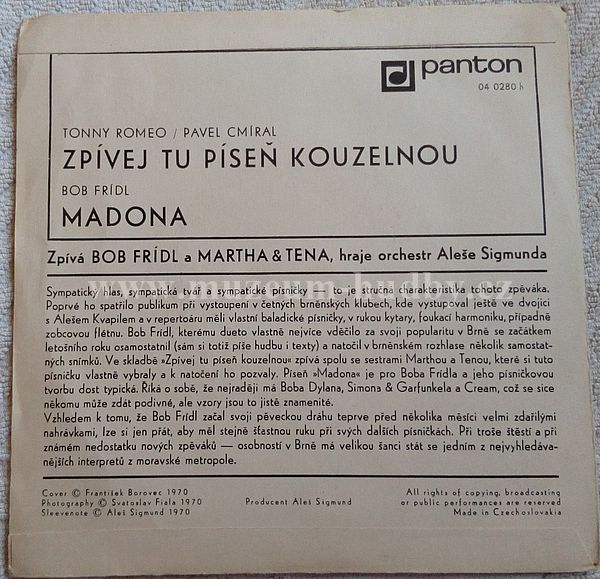 panton
04 0280 h
TONNY ROMEO / PAVEL CMÍRAL
ZPÍVEJ TU PÍSEŇ KOUZELNOU
BOB FRÍDL
MADONA
Zpívá BOB FRÍDL a MARTHA & TENA, hraje orchestr Aleše Sigmunda
Sympatický hlas, sympatická tvář a sympatické písničky — to je stručná charakteristika tohoto zpěváka.
Poprvé ho spatřilo publikum při vystoupení v četných brněnských klubech, kde vystupoval ještě ve dvojici
s Alešem Kvapilem a v repertoáru měli vlastní baladické písničky, v rukou kytary, foukací harmoniku, případně
zobcovou flétnu. Bob Frídl, kterému dueto vlastně nejvíce vděčilo za svoji popularitu v Brně se začátkem
letošního roku osamostatnil (sám si totiž píše hudbu i texty) a natočil v brněnském rozhlase několik samostat-
ných snímků. Ve skladbě »Zpívej tu píseň kouzelnou« zpívá spolu se sestrami Marthou a Tenou, které si tuto
písničku vlastně vybraly a k natočení ho pozvaly. Píseň »Madona« je pro Boba Frídla a jeho písničkovou
tvorbu dost typická. Říká o sobě, že nejraději má Boba Dylana, Simona & Garfunkela a Cream, což se sice
někomu může zdát podivné, ale vzory jsou to jistě znamenité.
Vzhledem k tomu, že Bob Frídl začal svoji pěveckou dráhu teprve před několika měsíci velmi zdařilými
nahrávkami, lze si jen přát, aby měl stejně šťastnou ruku při svých dalších písničkách. Při troše štěstí a při
známém nedostatku nových zpěváků — osobností v Brně má velikou šanci stát se jedním z nejvyhledáva-
nějších interpretů z moravské metropole.
Cover © František Borovec 1970
Photography © Svatoslav Fiala 1970
Sleevenote © Aleš Sigmund 1970
Producent Aleš Sigmund
All rights of copying, broadcasting
or public performances are reserved
Made in Czechoslovakia